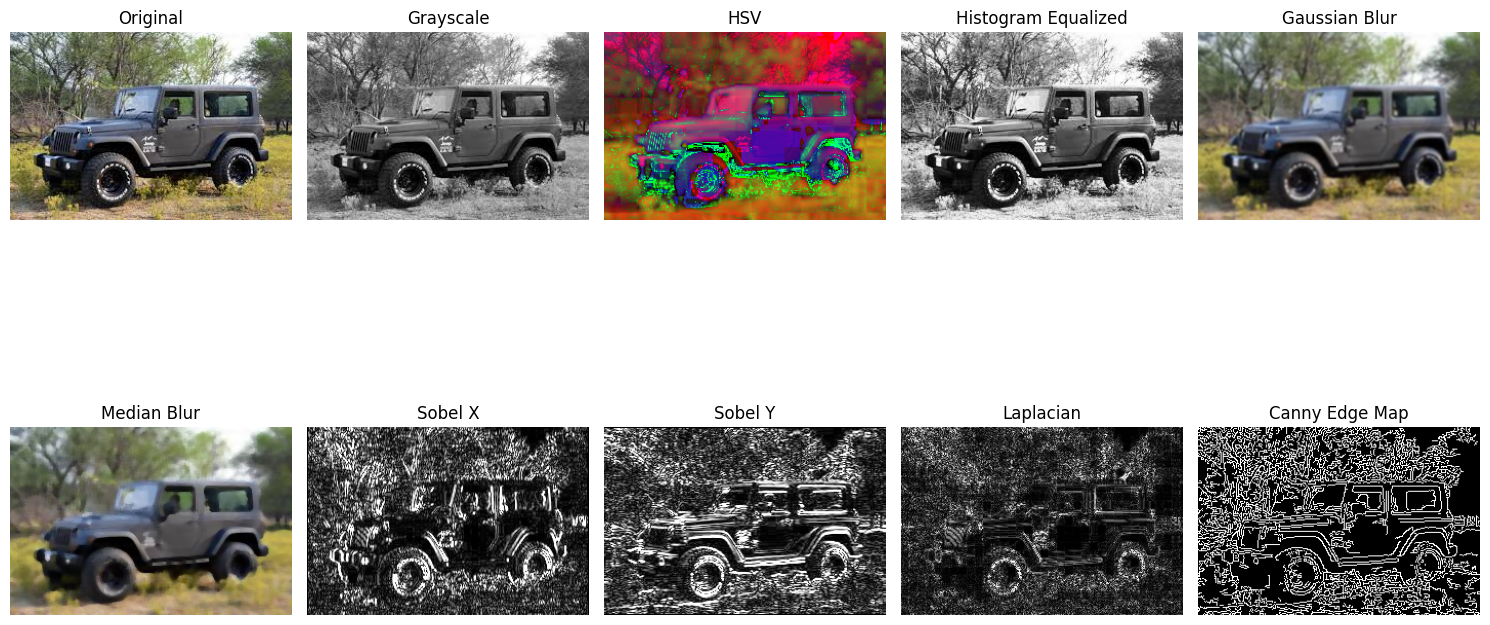 Original
Grayscale
HSV
Histogram Equalized
Gaussian Blur
Median Blur
Sobel X
Sobel Y
Laplacian
Canny Edge Map